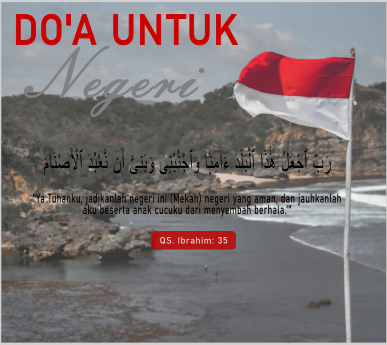 DO'A UNTUK
Negeri
رَبِّ ٱجْعَلْ هَٰذَا ٱلْبَلَدَ ءَامِنًا وَٱجْنُبْنِى وَبَنِىَّ أَن نَّعْبُدَ ٱلْأَصْنَامَ
"Ya Tuhanku, jadikanlah negeri ini (Mekah) negeri yang aman, dan jauhkanlah
aku beserta anak cucuku dari menyembah berhala.""
QS. Ibrahim: 35